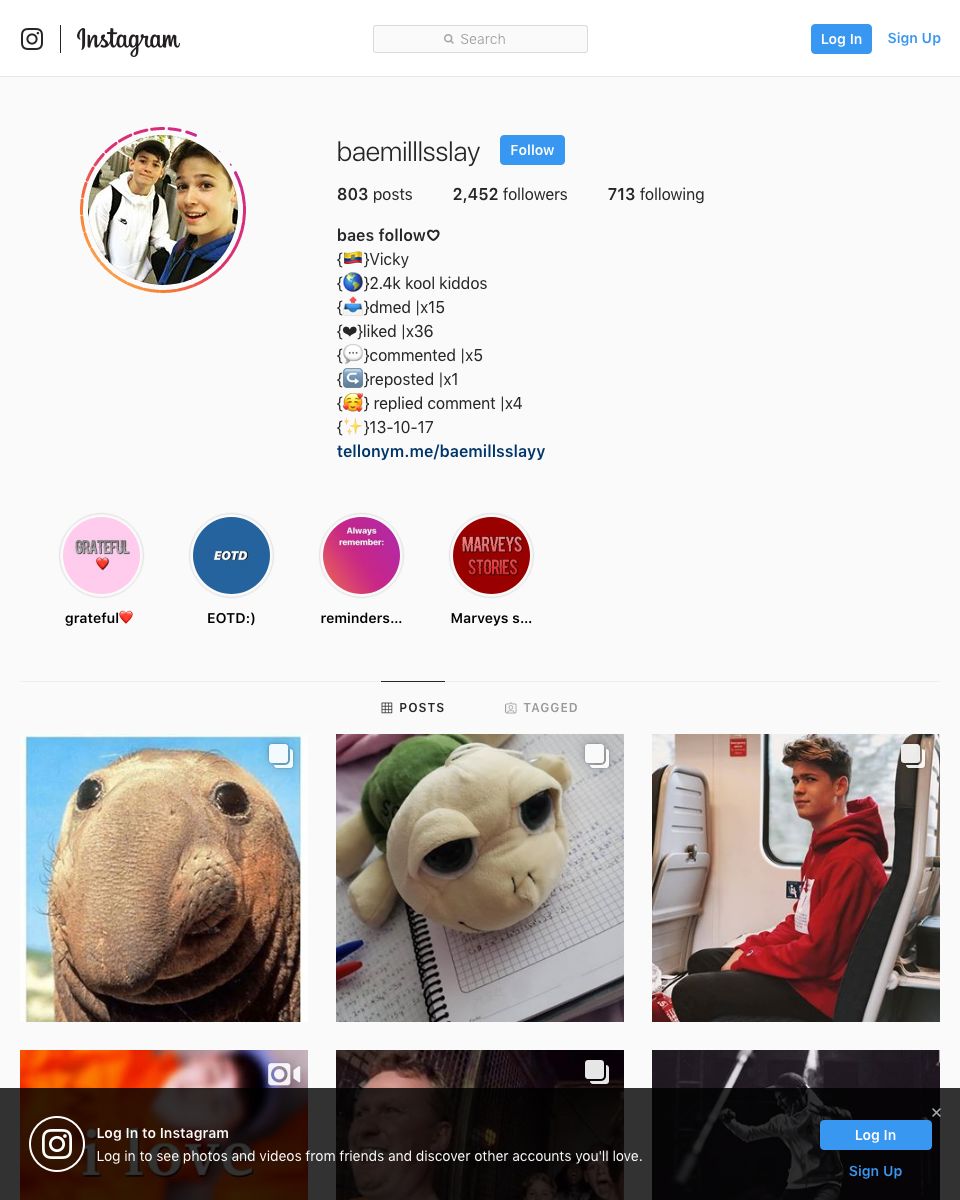 Instagram
Search
Log In
Sign Up
baemilllsslay
Follow
803 posts
2,452 followers
713 following
baes follow♡
{🇪🇨}Vicky
{🌎}2.4k kool kiddos
{📤}dmed |x15
{❤}liked |x36
{💬}commented |x5
{↪️}reposted |x1
{🥰} replied comment |x4
{✨}13-10-17
tellonym.me/baemillsslayy
GRATEFUL
❤️
EOTD
Always
remember:
MARVEYS
STORIES
grateful❤️
EOTD:)
reminders...
Marveys s...
POSTS
TAGGED
i love
Log In to Instagram
Log in to see photos and videos from friends and discover other accounts you'll love.
✕
Log In
Sign Up